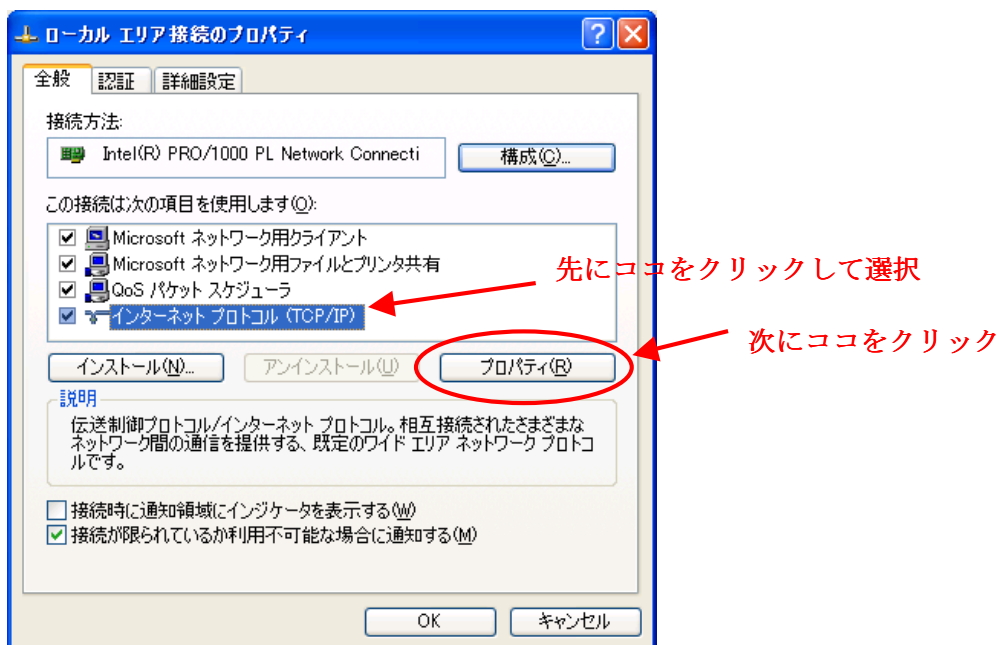 ローカル エリア接続のプロパティ
全般 認証 詳細設定
接続方法:
Intel(R) PRO/1000 PL Network Connecti
構成(C)...
この接続は次の項目を使用します(O):
Microsoft ネットワーク用クライアント
Microsoft ネットワーク用ファイルとプリンタ共有
QoS パケット スケジューラ
インターネット プロトコル (TCP/IP)
先にココをクリックして選択
次にココをクリック
インストール(N)... アンインストール(U) プロパティ(R)
説明
伝送制御プロトコル/インターネット プロトコル。相互接続されたさまざまな
ネットワーク間の通信を提供する、既定のワイド エリア ネットワーク プロトコ
ルです。
接続時に通知領域にインジケータを表示する(W)
接続が限られているか利用不可能な場合に通知する(M)
OK キャンセル